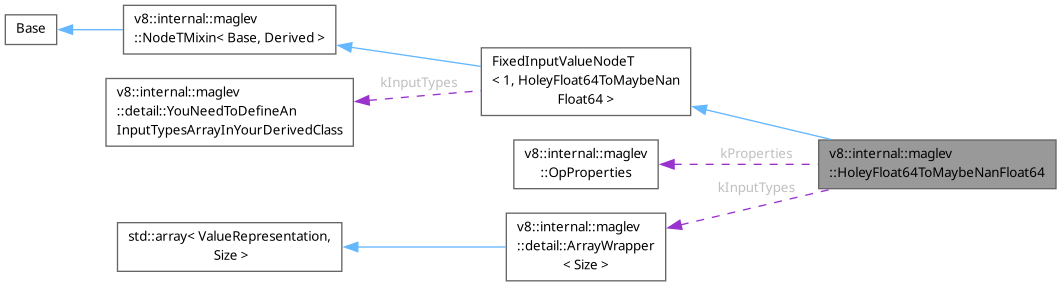 Base
v8::internal::maglev
::NodeTMixin< Base, Derived >
v8::internal::maglev
::detail::YouNeedToDefineAn
InputTypesArrayInYourDerivedClass
kInputTypes
FixedInputValueNodeT
< 1, HoleyFloat64ToMaybeNan
Float64 >
v8::internal::maglev
::OpProperties
kProperties
kInputTypes
v8::internal::maglev
::HoleyFloat64ToMaybeNanFloat64
std::array< ValueRepresentation,
Size >
v8::internal::maglev
::detail::ArrayWrapper
< Size >